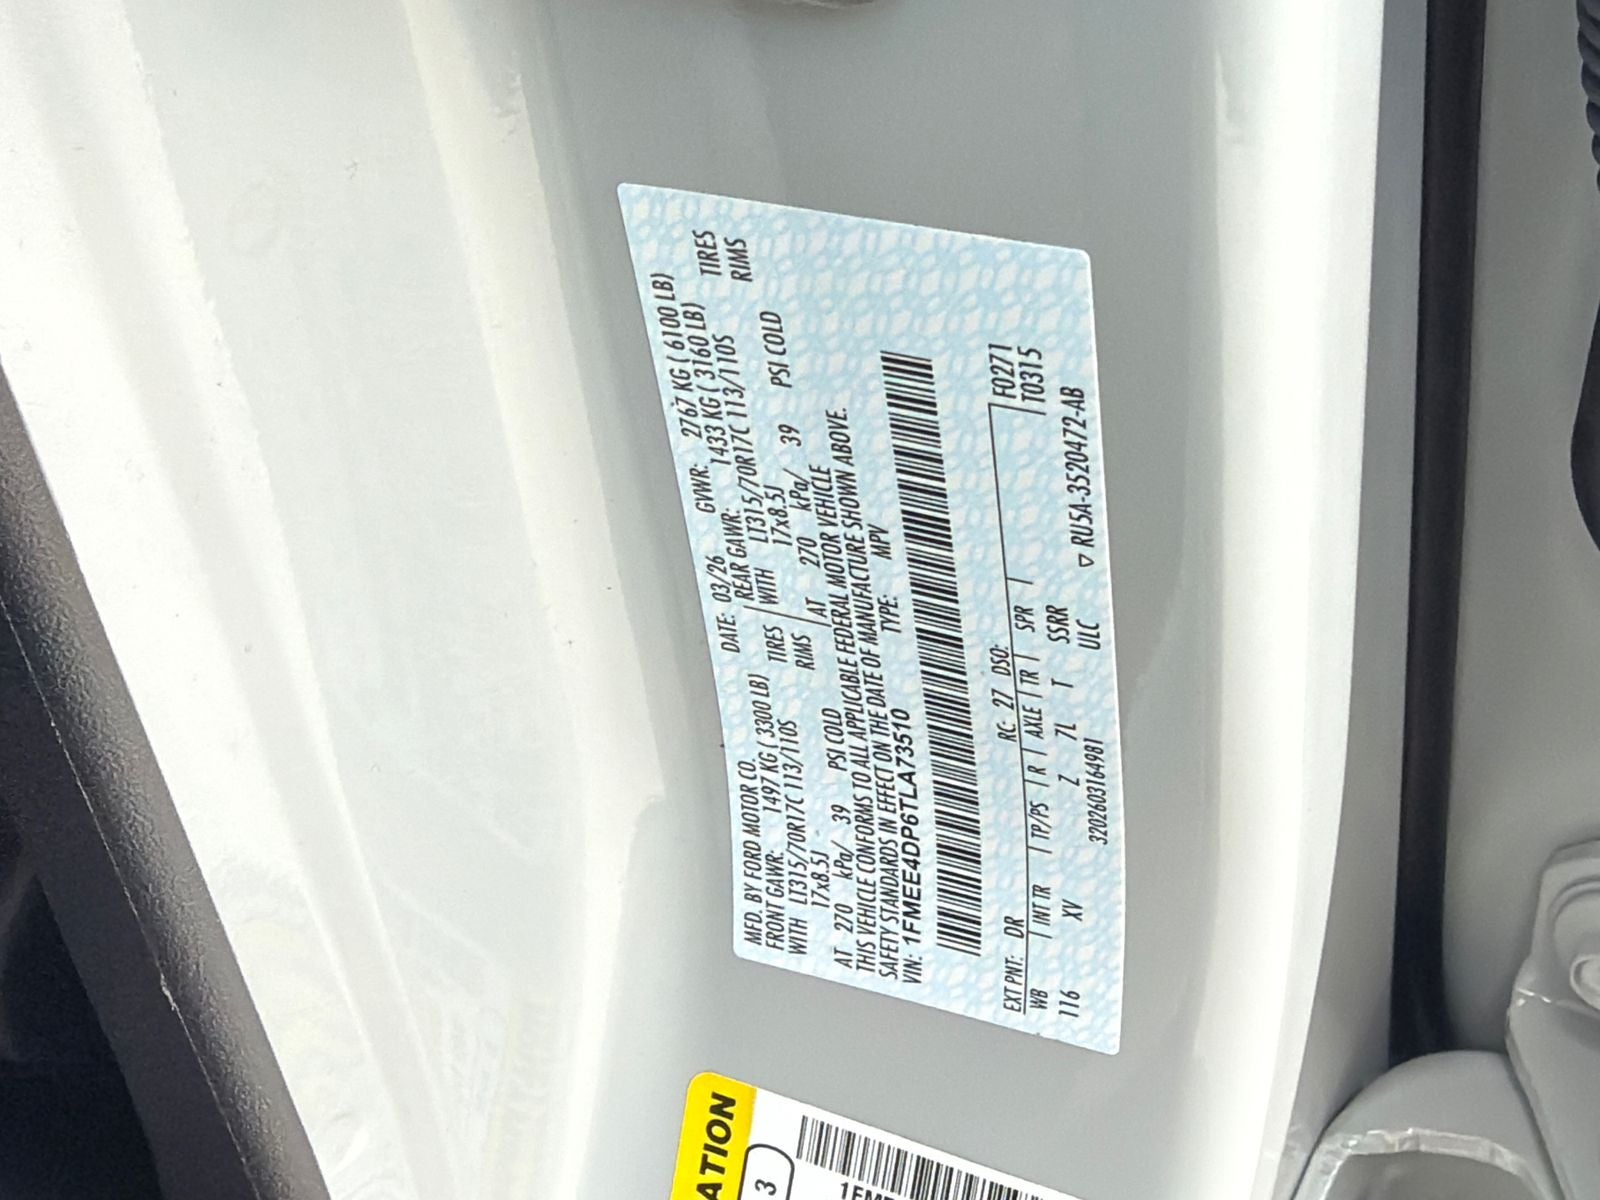 MFD. BY FORD MOTOR CO.
DATE: 03/26 GVWR: 2767 KG ( 6100 LB)
FRONT GAWR: 1497 KG ( 3300 LB)
REAR GAWR: 1433 KG ( 3160 LB)
WITH LT315/70R17C 113/110S TIRES
WITH LT315/70R17C 113/110S TIRES
17x8.5J RIMS
17x8.5J RIMS
AT 270 kPa/ 39 PSI COLD
AT 270 kPa/ 39 PSI COLD
THIS VEHICLE CONFORMS TO ALL APPLICABLE FEDERAL MOTOR VEHICLE
SAFETY STANDARDS IN EFFECT ON THE DATE OF MANUFACTURE SHOWN ABOVE.
VIN: 1FMEE4DP6TLA73510 TYPE: MPV
EXT PNT: DR RC: 27 DSO: F0271
WB INT TR TP/PS R AXLE TR SPR T0315
116 XV Z 7L T SSRR
320260316498I ULC ▽ RU5A-3520472-AB
ATION
3